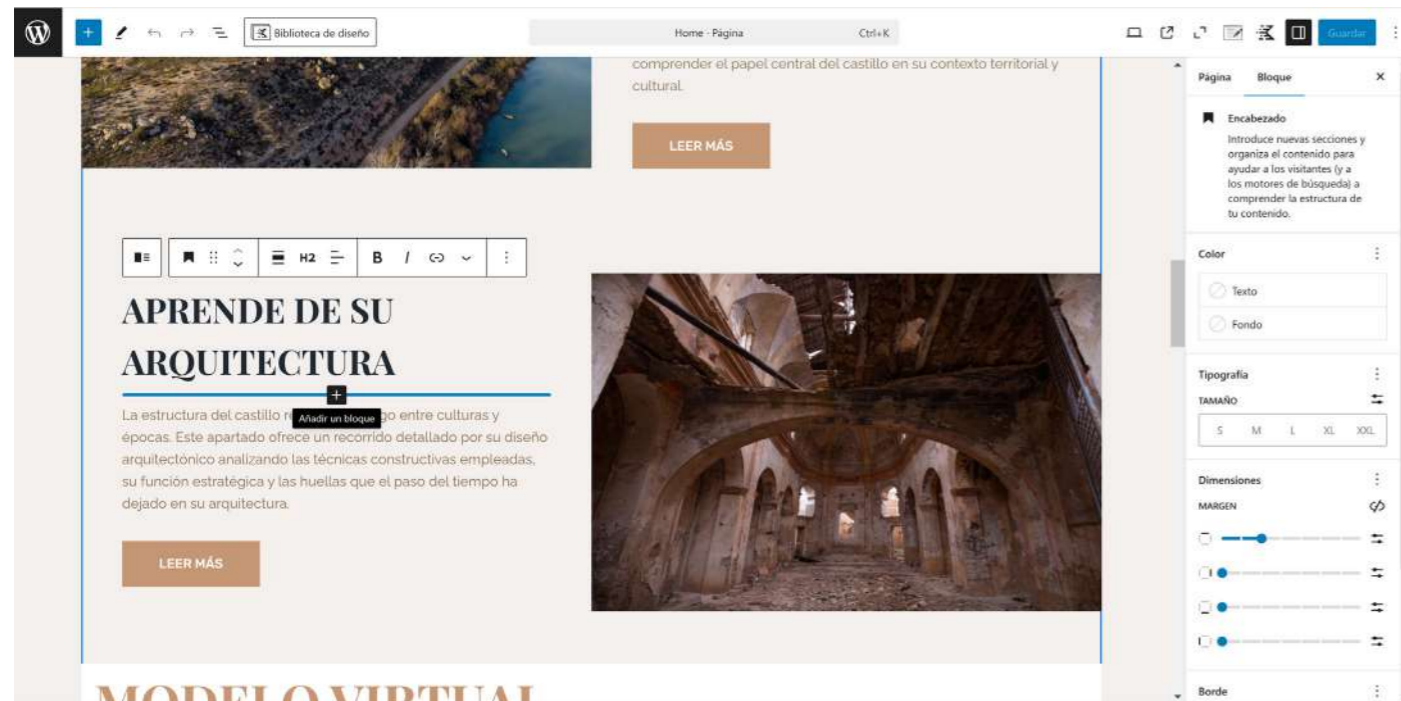 Biblioteca de diseño
Home · Página
Ctrl+K
Guardar
comprender el papel central del castillo en su contexto territorial y
cultural.
LEER MÁS
H2
B
I
APRENDE DE SU
ARQUITECTURA
Añadir un bloque
La estructura del castillo go entre culturas y
épocas. Este apartado ofrece un recorrido detallado por su diseño
arquitectónico analizando las técnicas constructivas empleadas,
su función estratégica y las huellas que el paso del tiempo ha
dejado en su arquitectura.
LEER MÁS
MODELO VIRTUAL
Página
Bloque
Encabezado
Introduce nuevas secciones y
organiza el contenido para
ayudar a los visitantes (y a
los motores de búsqueda) a
comprender la estructura de
tu contenido.
Color
Texto
Fondo
Tipografía
TAMAÑO
S M L XL XXL
Dimensiones
MARGEN
Borde